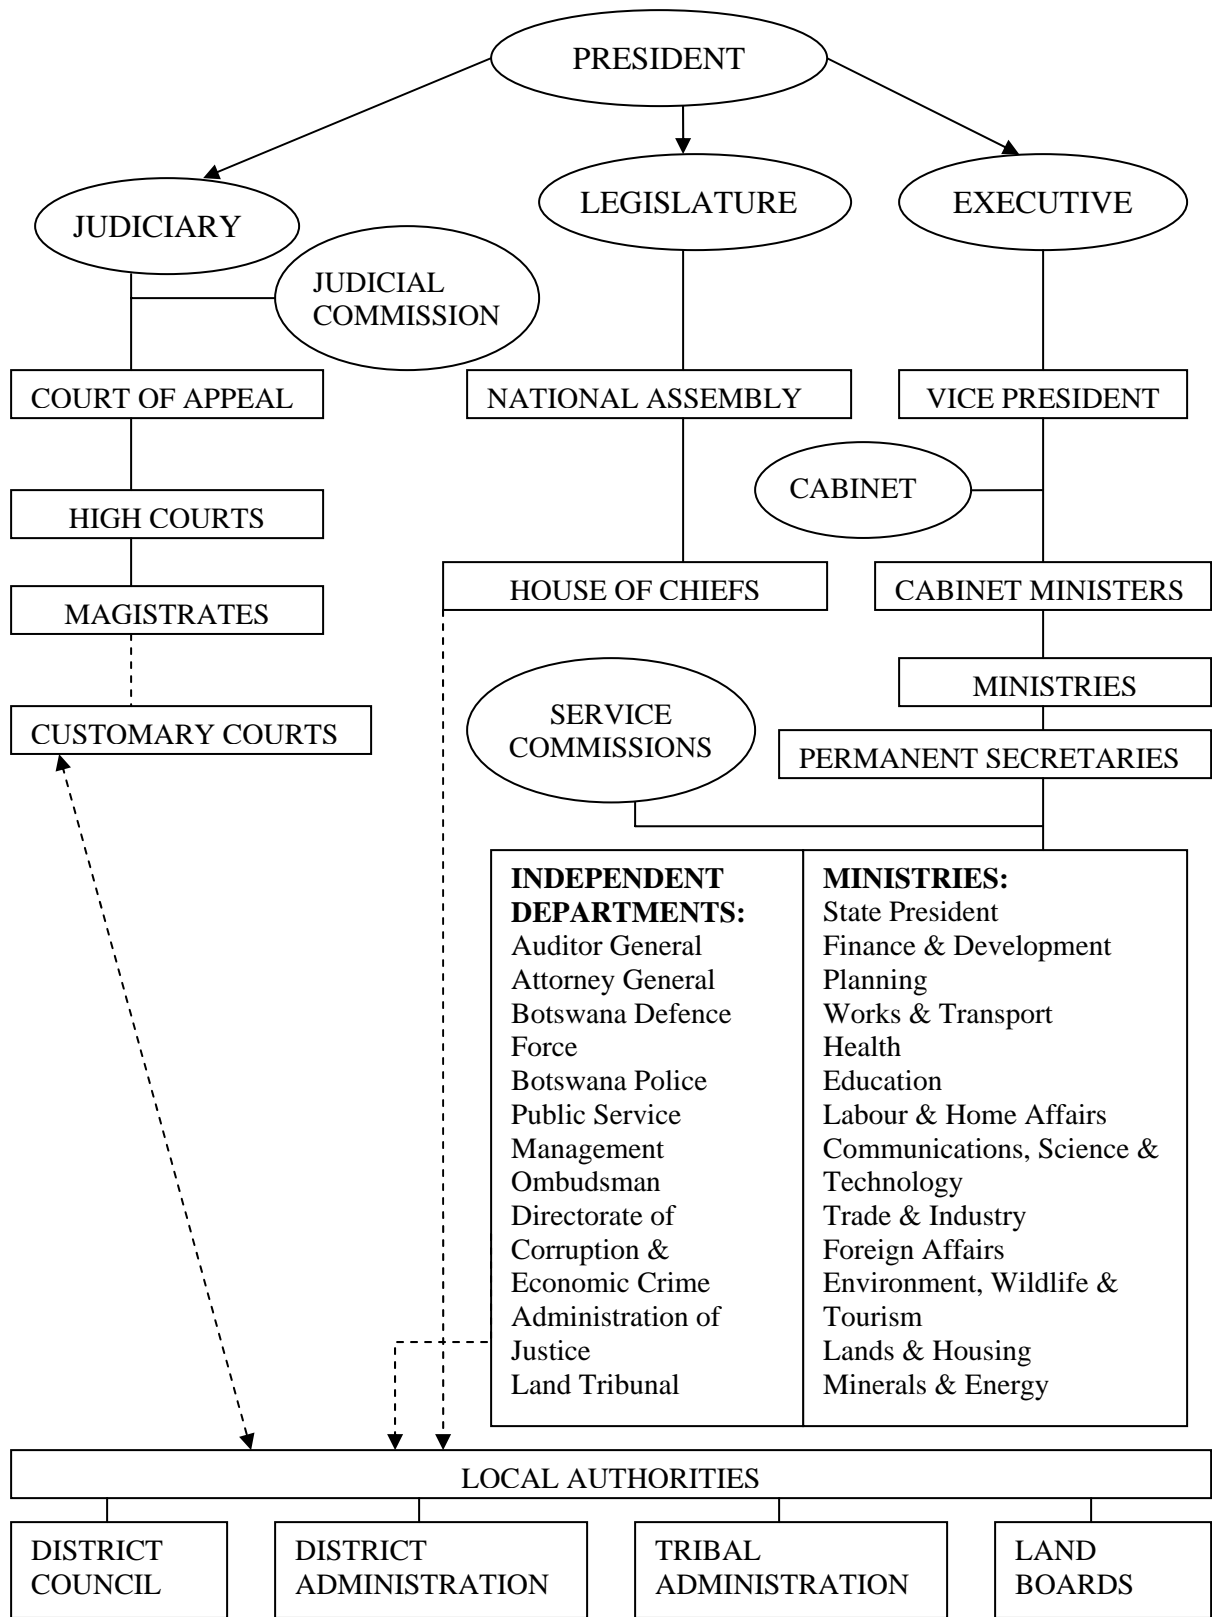 PRESIDENT
JUDICIARY
LEGISLATURE
EXECUTIVE
JUDICIAL
COMMISSION
COURT OF APPEAL
NATIONAL ASSEMBLY
VICE PRESIDENT
CABINET
HIGH COURTS
HOUSE OF CHIEFS
CABINET MINISTERS
MAGISTRATES
MINISTRIES
SERVICE
COMMISSIONS
CUSTOMARY COURTS
PERMANENT SECRETARIES
INDEPENDENT
DEPARTMENTS:
Auditor General
Attorney General
Botswana Defence
Force
Botswana Police
Public Service
Management
Ombudsman
Directorate of
Corruption &
Economic Crime
Administration of
Justice
Land Tribunal
MINISTRIES:
State President
Finance & Development
Planning
Works & Transport
Health
Education
Labour & Home Affairs
Communications, Science &
Technology
Trade & Industry
Foreign Affairs
Environment, Wildlife &
Tourism
Lands & Housing
Minerals & Energy
LOCAL AUTHORITIES
DISTRICT
COUNCIL
DISTRICT
ADMINISTRATION
TRIBAL
ADMINISTRATION
LAND
BOARDS